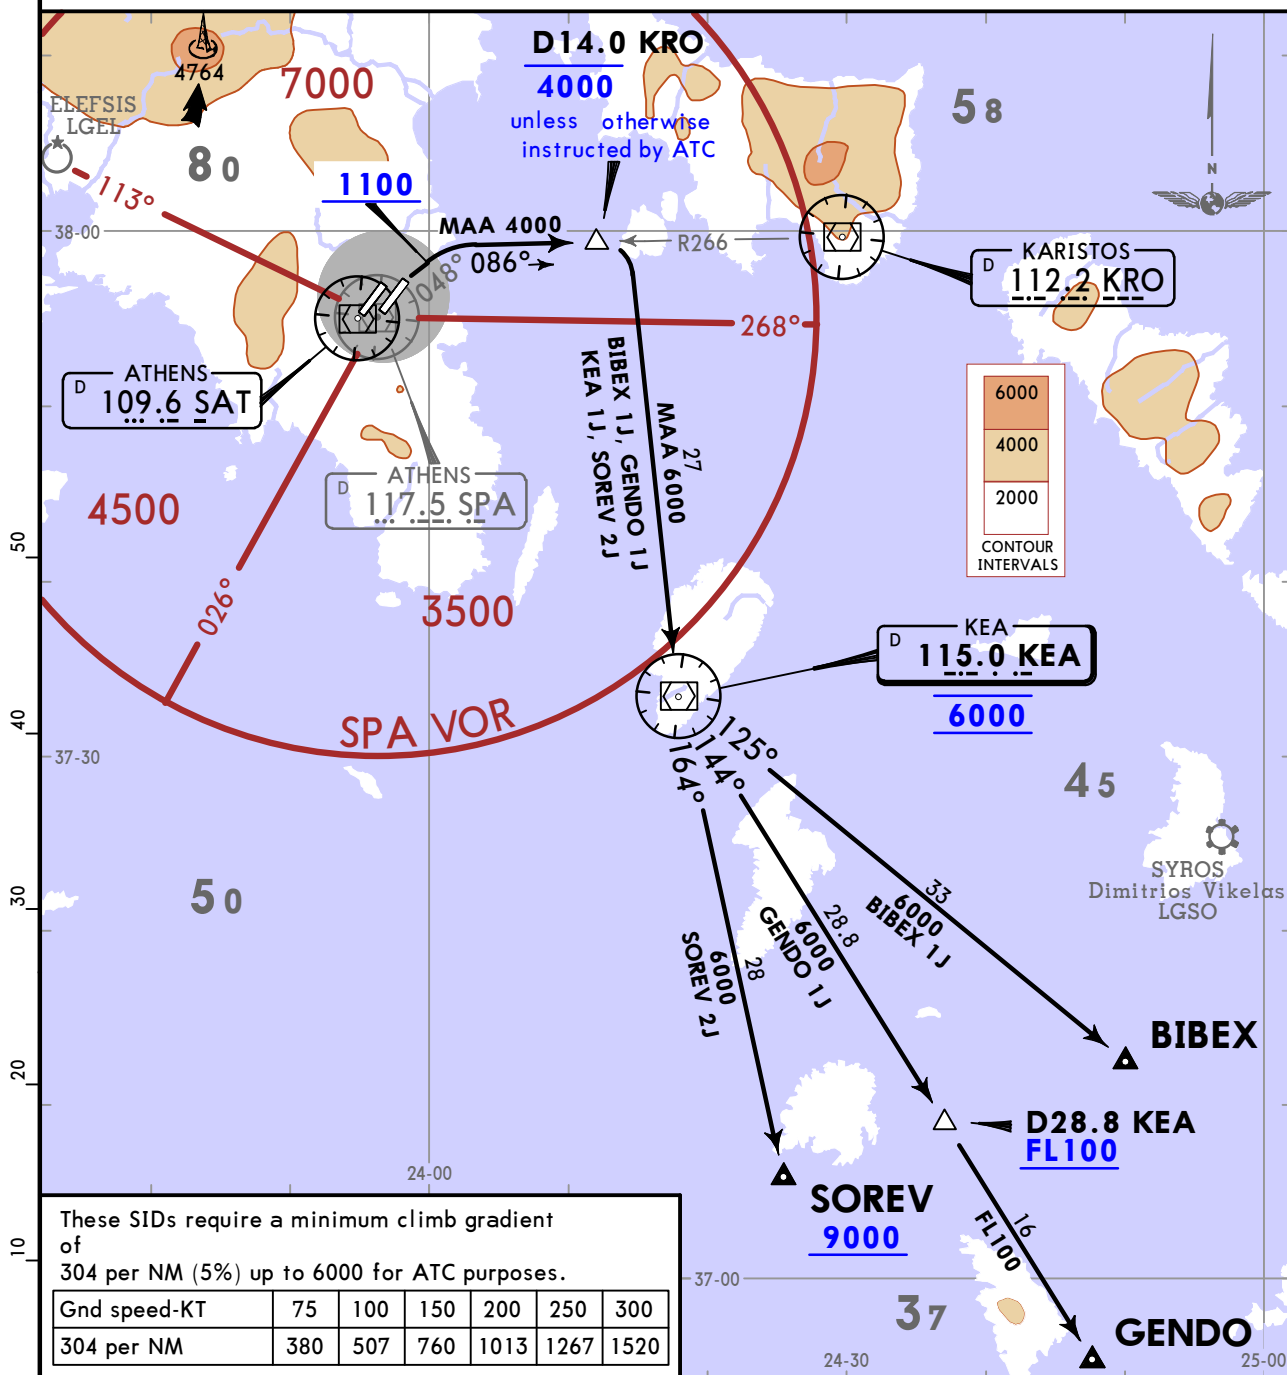 D14.0 KRO
4000
unless otherwise
instructed by ATC
7000
4764
ELEFSIS
LGEL
80
58
113°
1100
MAA 4000
086°
048°
R266
38-00
N
D KARISTOS
112.2 KRO
268°
D ATHENS
109.6 SAT
D ATHENS
117.5 SPA
BIBEX 1J, GENDO 1J
KEA 1J, SOREV 2J
27
MAA 6000
6000
4000
2000
CONTOUR
INTERVALS
4500
026°
3500
50
SPA VOR
D KEA
115.0 KEA
6000
40
37-30
125°
144°
164°
45
SYROS
Dimitrios Vikelas
LGSO
50
30
33
6000
BIBEX 1J
28.8
6000
GENDO 1J
28
6000
SOREV 2J
BIBEX
20
D28.8 KEA
FL100
24-00
SOREV
9000
16
FL100
10
37-00
37
GENDO
24-30
25-00
These SIDs require a minimum climb gradient
of
304 per NM (5%) up to 6000 for ATC purposes.
Gnd speed-KT 75 100 150 200 250 300
304 per NM 380 507 760 1013 1267 1520